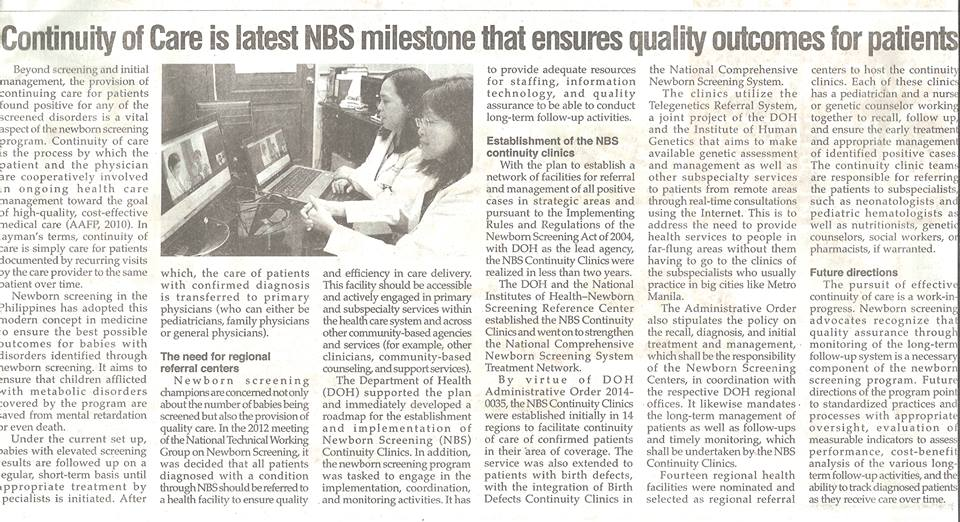 Continuity of Care is latest NBS milestone that ensures quality outcomes for patients
Beyond screening and initial
management, the provision of
continuing care for patients
found positive for any of the
screened disorders is a vital
aspect of the newborn screening
program. Continuity of care
is the process by which the
patient and the physician
are cooperatively involved
in ongoing health care
management toward the goal
of high-quality, cost-effective
medical care (AAFP, 2010). In
layman's terms, continuity of
care is simply care for patients
documented by recurring visits
by the care provider to the same
patient over time.
Newborn screening in the
Philippines has adopted this
modern concept in medicine
to ensure the best possible
outcomes for babies with
disorders identified through
newborn screening. It aims to
ensure that children afflicted
with metabolic disorders
covered by the program are
saved from mental retardation
or even death.
Under the current set up,
babies with elevated screening
results are followed up on a
regular, short-term basis until
appropriate treatment by
specialists is initiated. After
which, the care of patients
with confirmed diagnosis
is transferred to primary
physicians (who can either be
pediatricians, family physicians
or general physicians).
The need for regional
referral centers
Newborn screening
champions are concerned not only
about the number of babies being
screened but also the provision of
quality care. In the 2012 meeting
of the National Technical Working
Group on Newborn Screening, it
was decided that all patients
diagnosed with a condition
through NBS should be referred to
a health facility to ensure quality
and efficiency in care delivery.
This facility should be accessible
and actively engaged in primary
and subspecialty services within
the health care system and across
other community-based agencies
and services (for example, other
clinicians, community-based
counseling, and support services).
The Department of Health
(DOH) supported the plan
and immediately developed a
roadmap for the establishment
and implementation of
Newborn Screening (NBS)
Continuity Clinics. In addition,
the newborn screening program
was tasked to engage in the
implementation, coordination,
and monitoring activities. It has
to provide adequate resources
for staffing, information
technology, and quality
assurance to be able to conduct
long-term follow-up activities.
Establishment of the NBS
continuity clinics
With the plan to establish a
network of facilities for referral
and management of all positive
cases in strategic areas and
pursuant to the Implementing
Rules and Regulations of the
Newborn Screening Act of 2004,
with DOH as the lead agency,
the NBS Continuity Clinics were
realized in less than two years.
The DOH and the National
Institutes of Health–Newborn
Screening Reference Center
established the NBS Continuity
Clinics and went on to strengthen
the National Comprehensive
Newborn Screening System
Treatment Network.
By virtue of DOH
Administrative Order 2014-
0035, the NBS Continuity Clinics
were established initially in 14
regions to facilitate continuity
of care of confirmed patients
in their area of coverage. The
service was also extended to
patients with birth defects,
with the integration of Birth
Defects Continuity Clinics in
the National Comprehensive
Newborn Screening System.
The clinics utilize the
Telegenetics Referral System,
a joint project of the DOH
and the Institute of Human
Genetics that aims to make
available genetic assessment
and management as well as
other subspecialty services
to patients from remote areas
through real-time consultations
using the Internet. This is to
address the need to provide
health services to people in
far-flung areas without them
having to go to the clinics of
the subspecialists who usually
practice in big cities like Metro
Manila.
The Administrative Order
also stipulates the policy on
the recall, diagnosis, and initial
treatment and management,
which shall be the responsibility
of the Newborn Screening
Centers, in coordination with
the respective DOH regional
offices. It likewise mandates
the long-term management of
patients as well as follow-ups
and timely monitoring, which
shall be undertaken by the NBS
Continuity Clinics.
Fourteen regional health
facilities were nominated and
selected as regional referral
centers to host the continuity
clinics. Each of these clinics
has a pediatrician and a nurse
or genetic counselor working
together to recall, follow up,
and ensure the early treatment
and appropriate management
of identified positive cases.
The continuity clinic teams
are responsible for referring
the patients to subspecialists,
such as neonatologists and
pediatric hematologists as
well as nutritionists, genetic
counselors, social workers, or
pharmacists, if warranted.
Future directions
The pursuit of effective
continuity of care is a work-in-
progress. Newborn screening
advocates recognize that
quality assurance through
monitoring of the long-term
follow-up system is a necessary
component of the newborn
screening program. Future
directions of the program point
to standardized practices and
processes with appropriate
oversight, evaluation of
measurable indicators to assess
performance, cost-benefit
analysis of the various long-
term follow-up activities, and the
ability to track diagnosed patients
as they receive care over time.